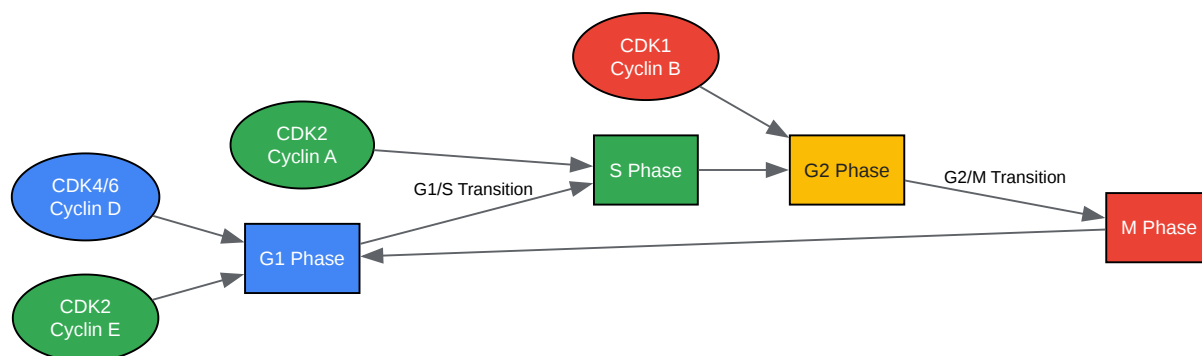 CDK1
Cyclin B
CDK2
Cyclin A
S Phase
G2 Phase
G2/M Transition
G1/S Transition
CDK4/6
Cyclin D
M Phase
G1 Phase
CDK2
Cyclin E